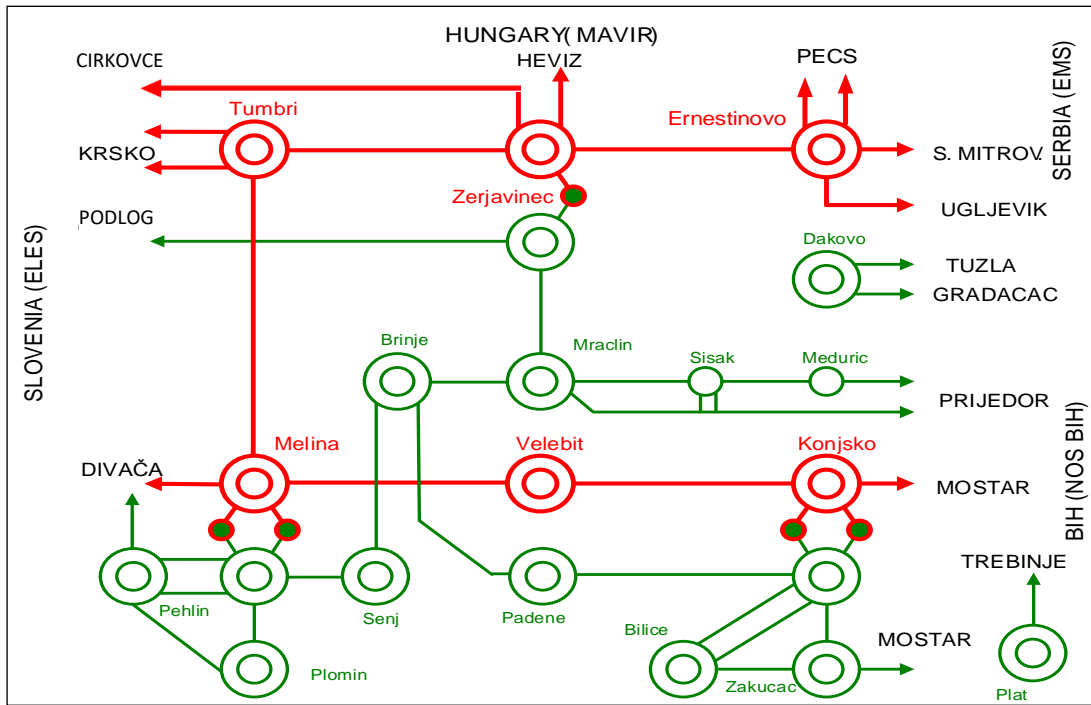 HUNGARY( MAVIR)
HEVIZ
CIRKOVCE
PECS
Tumbri
Ernestinovo
SERBIA (EMS)
KRSKO
S. MITROV.
Zerjavinec
PODLOG
UGLJEVIK
Dakovo
TUZLA
GRADACAC
SLOVENIA (ELES)
Brinje
Mraclin
Sisak
Meduric
PRIJEDOR
BIH (NOS BIH)
Melina
Velebit
Konjsko
DIVAČA
MOSTAR
TREBINJE
Pehlin
Senj
Padene
Bilice
MOSTAR
Plomin
Zakucac
Plat